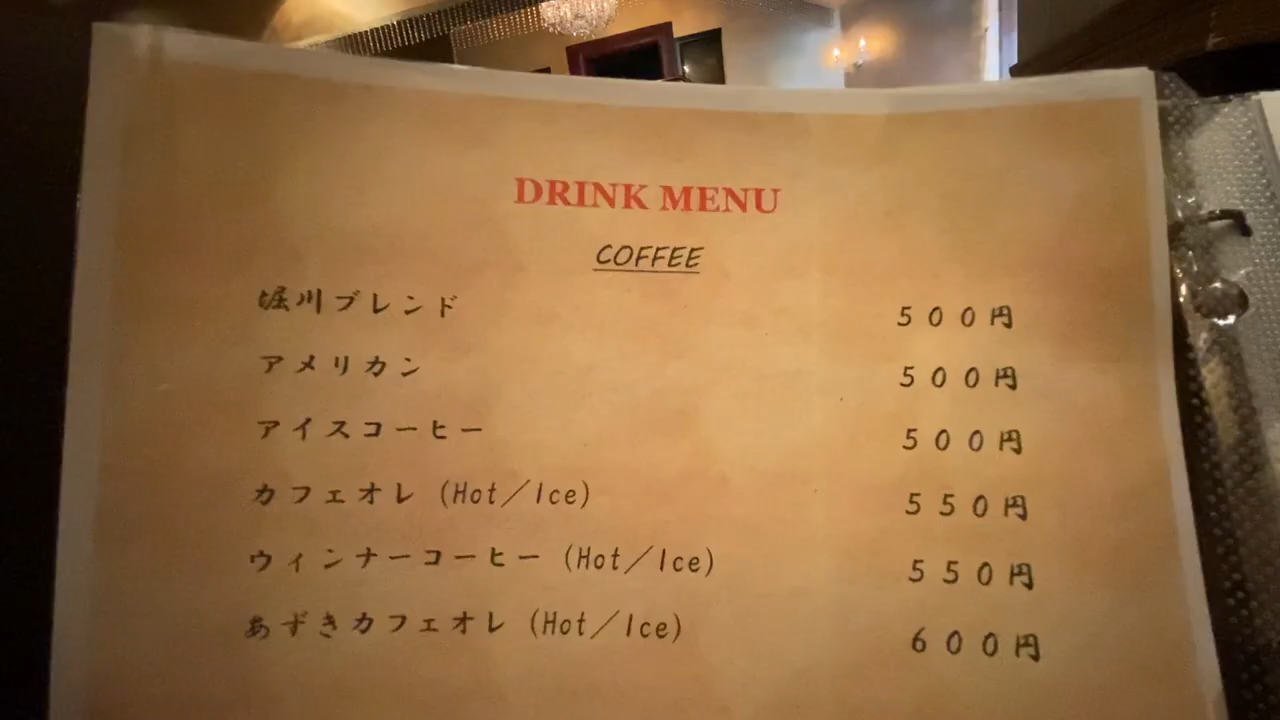 DRINK MENU
COFFEE
堀川ブレンド 500円
アメリカン 500円
アイスコーヒー 500円
カフェオレ (Hot/Ice) 550円
ウィンナーコーヒー (Hot/Ice) 550円
あずきカフェオレ (Hot/Ice) 600円